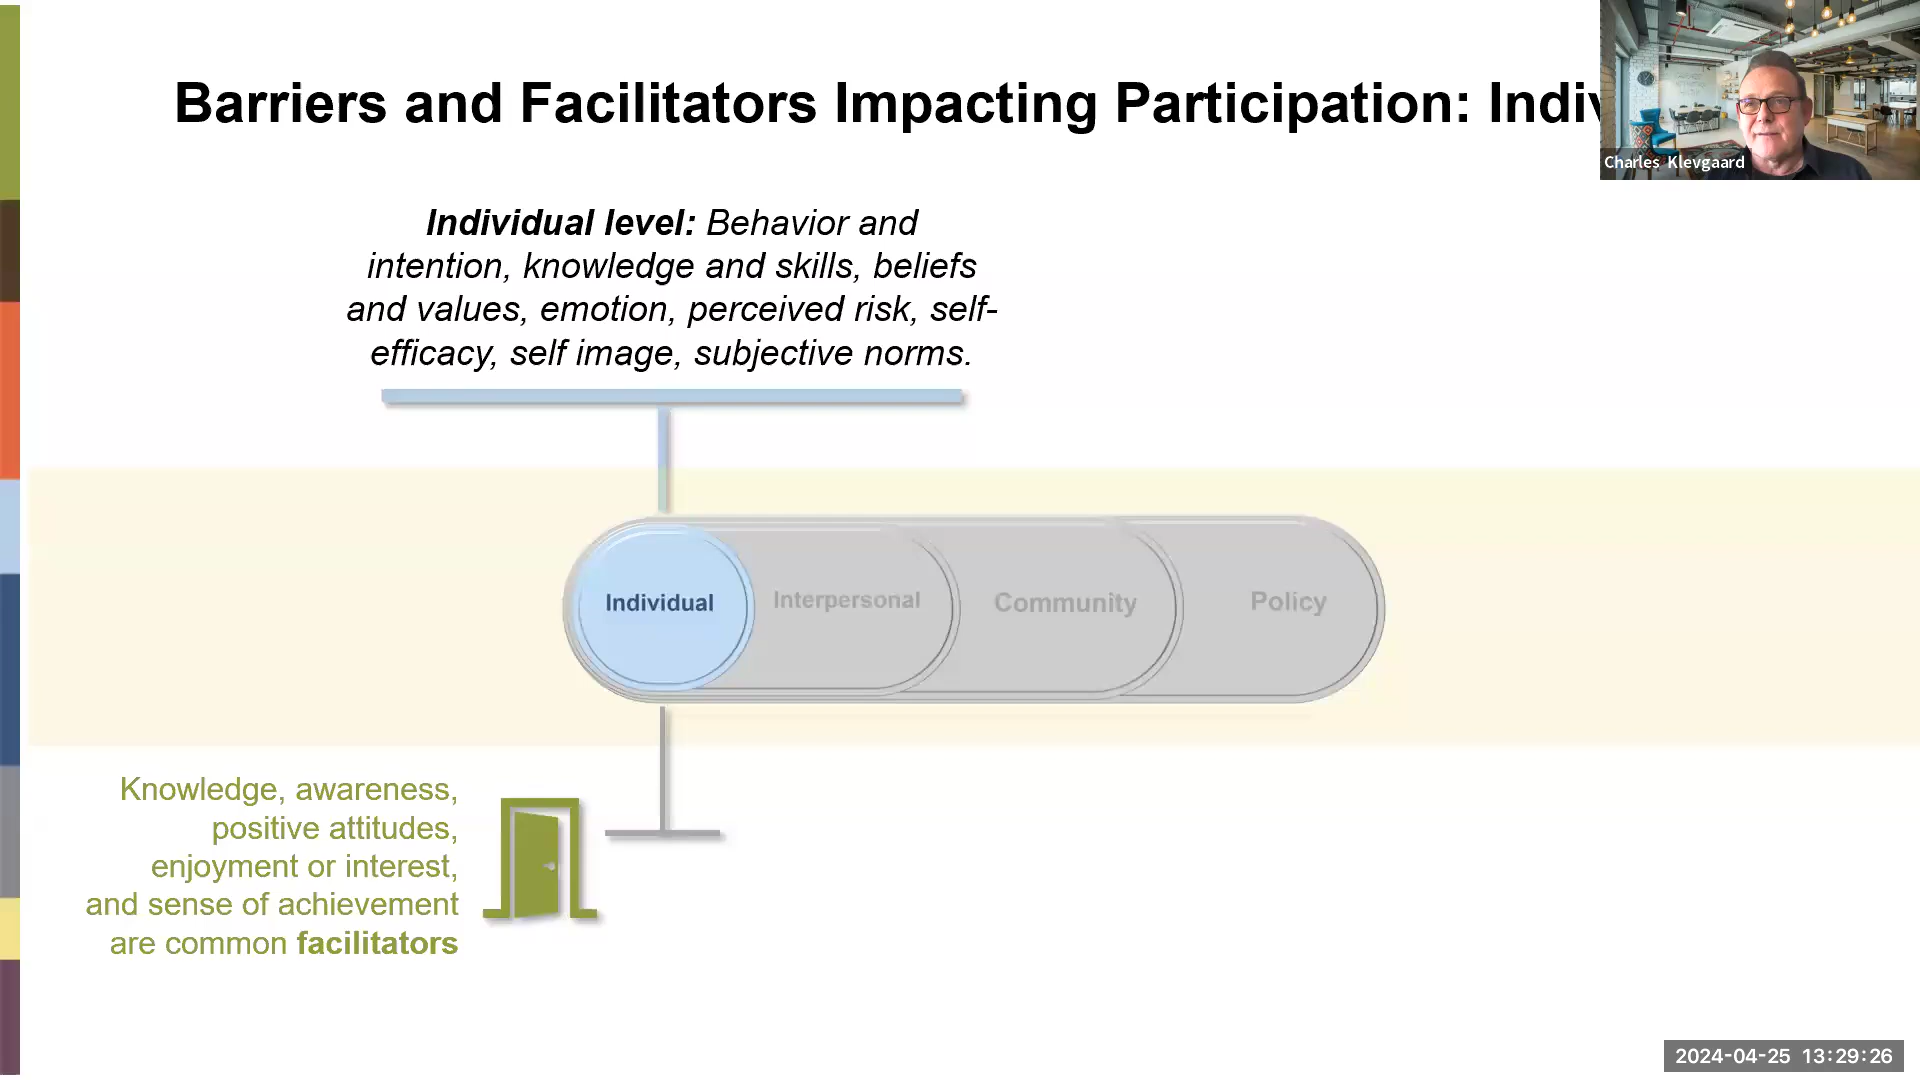 Barriers and Facilitators Impacting Participation: Indiv
Charles Klevgaard
Individual level: Behavior and
intention, knowledge and skills, beliefs
and values, emotion, perceived risk, self-
efficacy, self image, subjective norms.
Individual
Interpersonal
Community
Policy
Knowledge, awareness,
positive attitudes,
enjoyment or interest,
and sense of achievement
are common facilitators
2024-04-25 13:29:26